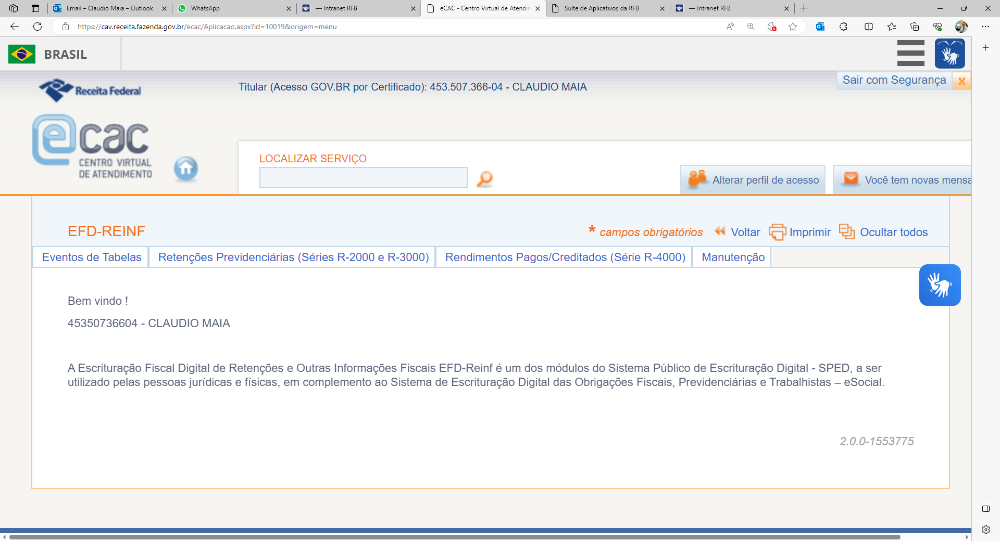 Email – Claudio Maia – Outlook
WhatsApp
— Intranet RFB
eCAC - Centro Virtual de Atendin
Suíte de Aplicativos da RFB
— Intranet RFB
https://cav.receita.fazenda.gov.br/ecac/Aplicacao.aspx?id=10019&origem=menu
BRASIL
Receita Federal
Titular (Acesso GOV.BR por Certificado): 453.507.366-04 - CLAUDIO MAIA
Sair com Segurança
ecac
CENTRO VIRTUAL
DE ATENDIMENTO
LOCALIZAR SERVIÇO
Alterar perfil de acesso
Você tem novas mensa
EFD-REINF
* campos obrigatórios
Voltar
Imprimir
Ocultar todos
Eventos de Tabelas
Retenções Previdenciárias (Séries R-2000 e R-3000)
Rendimentos Pagos/Creditados (Série R-4000)
Manutenção
Bem vindo !
45350736604 - CLAUDIO MAIA
A Escrituração Fiscal Digital de Retenções e Outras Informações Fiscais EFD-Reinf é um dos módulos do Sistema Público de Escrituração Digital - SPED, a ser
utilizado pelas pessoas jurídicas e físicas, em complemento ao Sistema de Escrituração Digital das Obrigações Fiscais, Previdenciárias e Trabalhistas – eSocial.
2.0.0-1553775